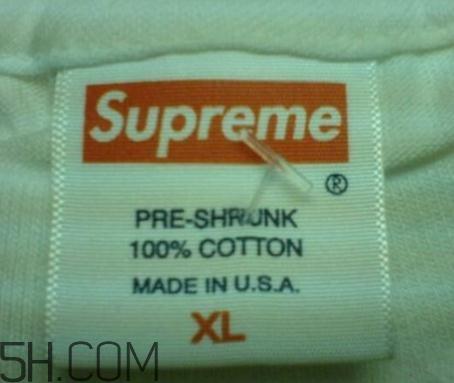 Supreme
®
PRE-SHRUNK
100% COTTON
MADE IN U.S.A.
XL
5H.COM